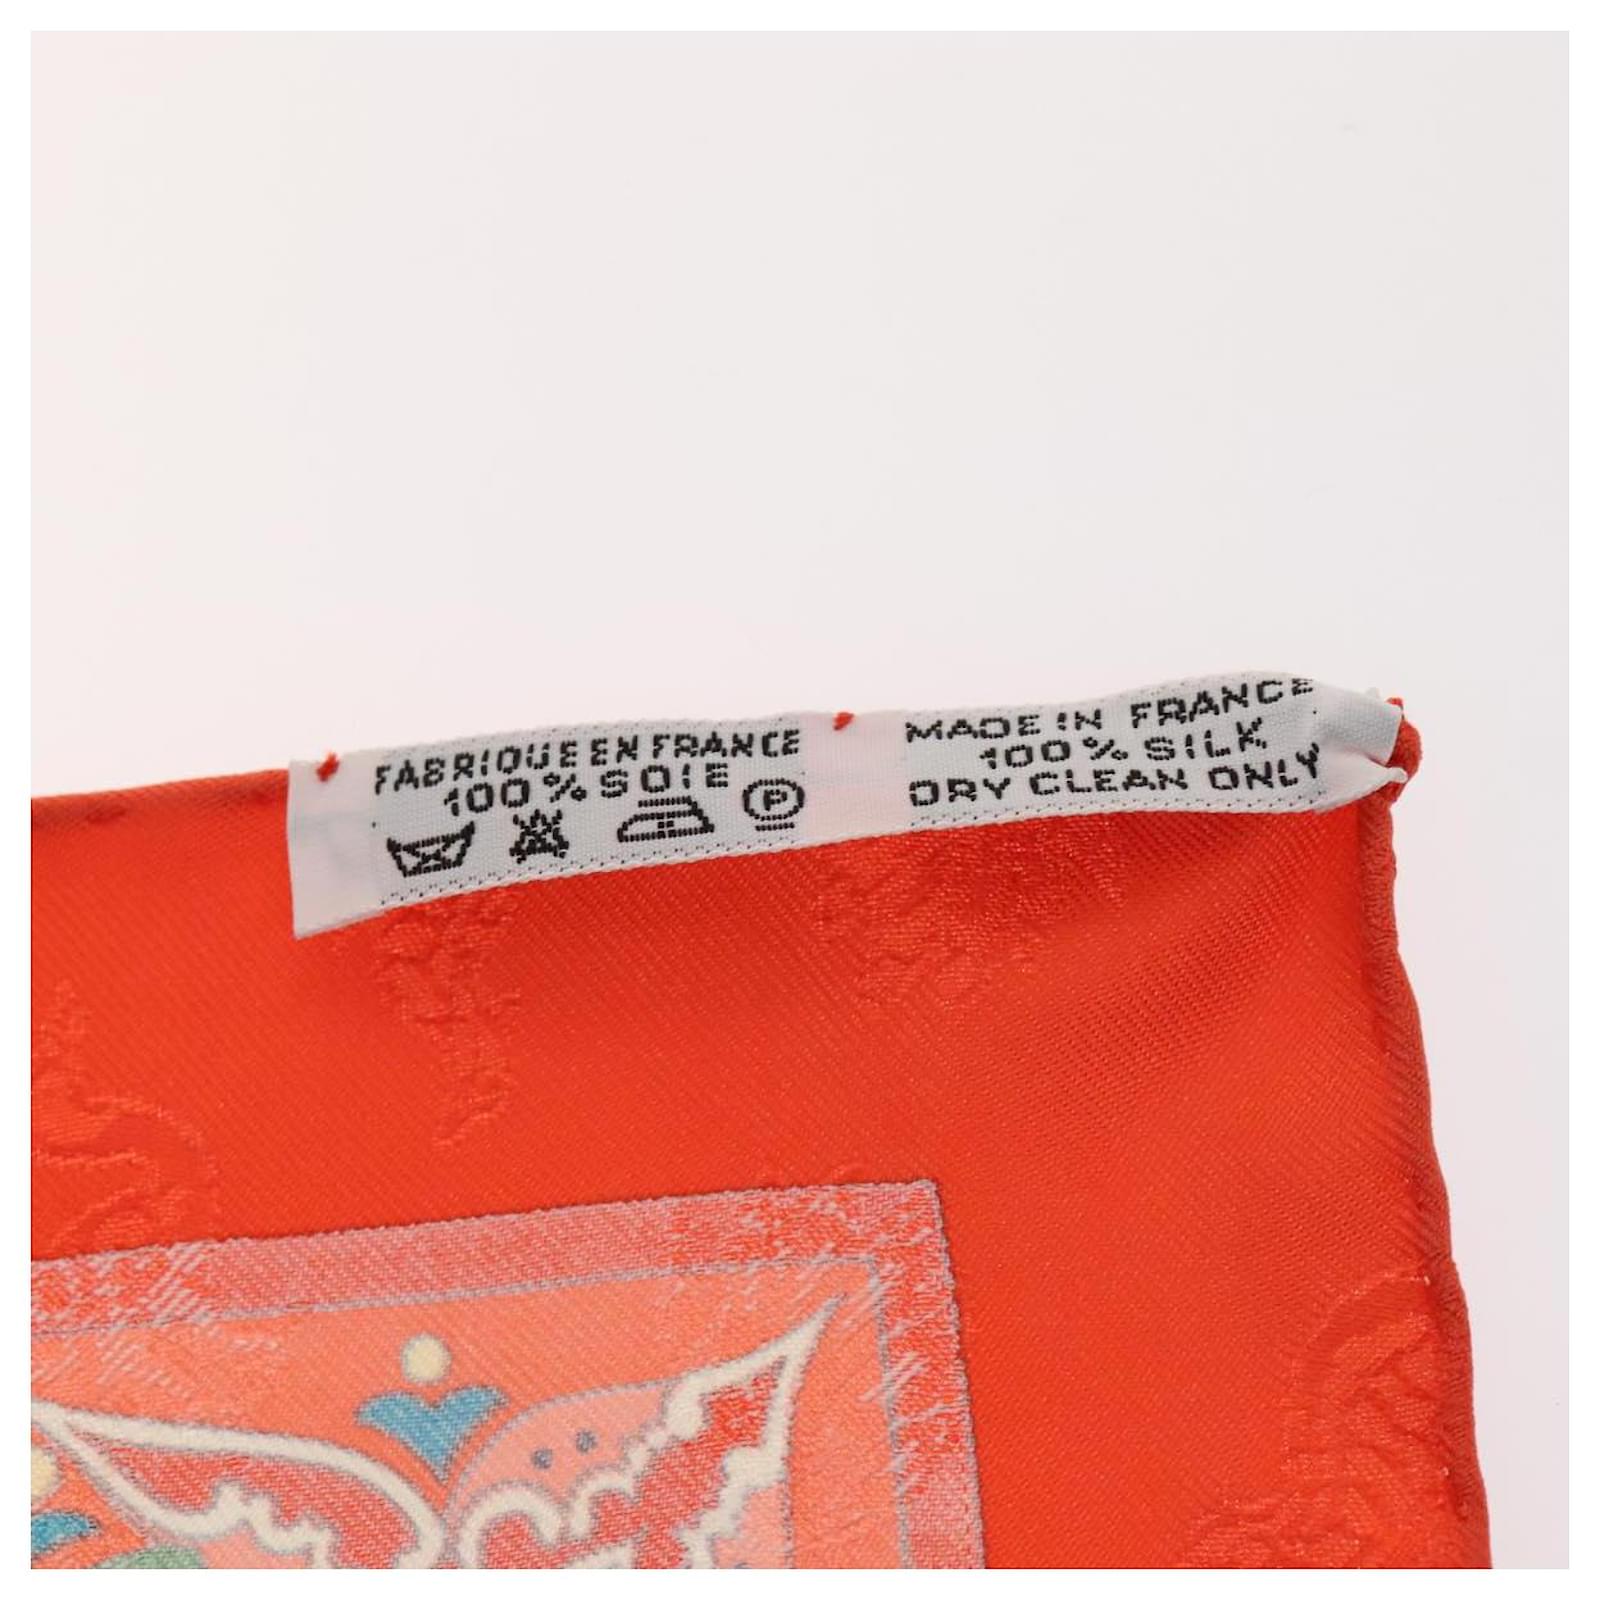 FABRIQUE EN FRANCE
100% SOIE
P
MADE IN FRANCE
100% SILK
DRY CLEAN ONLY